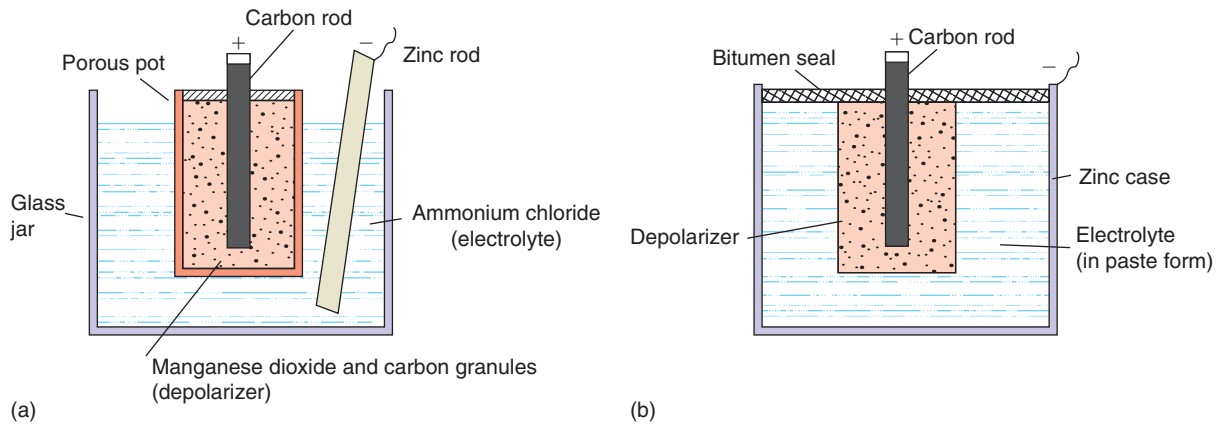 Carbon rod
+
−
Zinc rod
Porous pot
Glass
jar
Ammonium chloride
(electrolyte)
Manganese dioxide and carbon granules
(depolarizer)
(a)
+ Carbon rod
Bitumen seal
−
Zinc case
Depolarizer
Electrolyte
(in paste form)
(b)